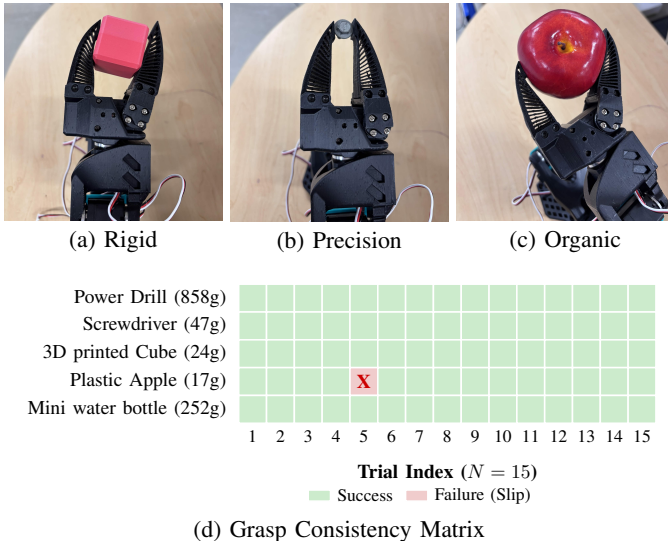 (a) Rigid
(b) Precision
(c) Organic
Power Drill (858g)
Screwdriver (47g)
3D printed Cube (24g)
Plastic Apple (17g)
X
Mini water bottle (252g)
1 2 3 4 5 6 7 8 9 10 11 12 13 14 15
Trial Index (N = 15)
Success Failure (Slip)
(d) Grasp Consistency Matrix